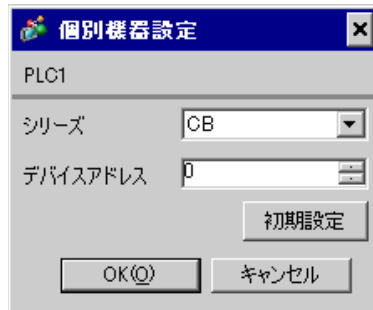 個別機器設定
PLC1
シリーズ CB
デバイスアドレス 0
初期設定
OK(O) キャンセル